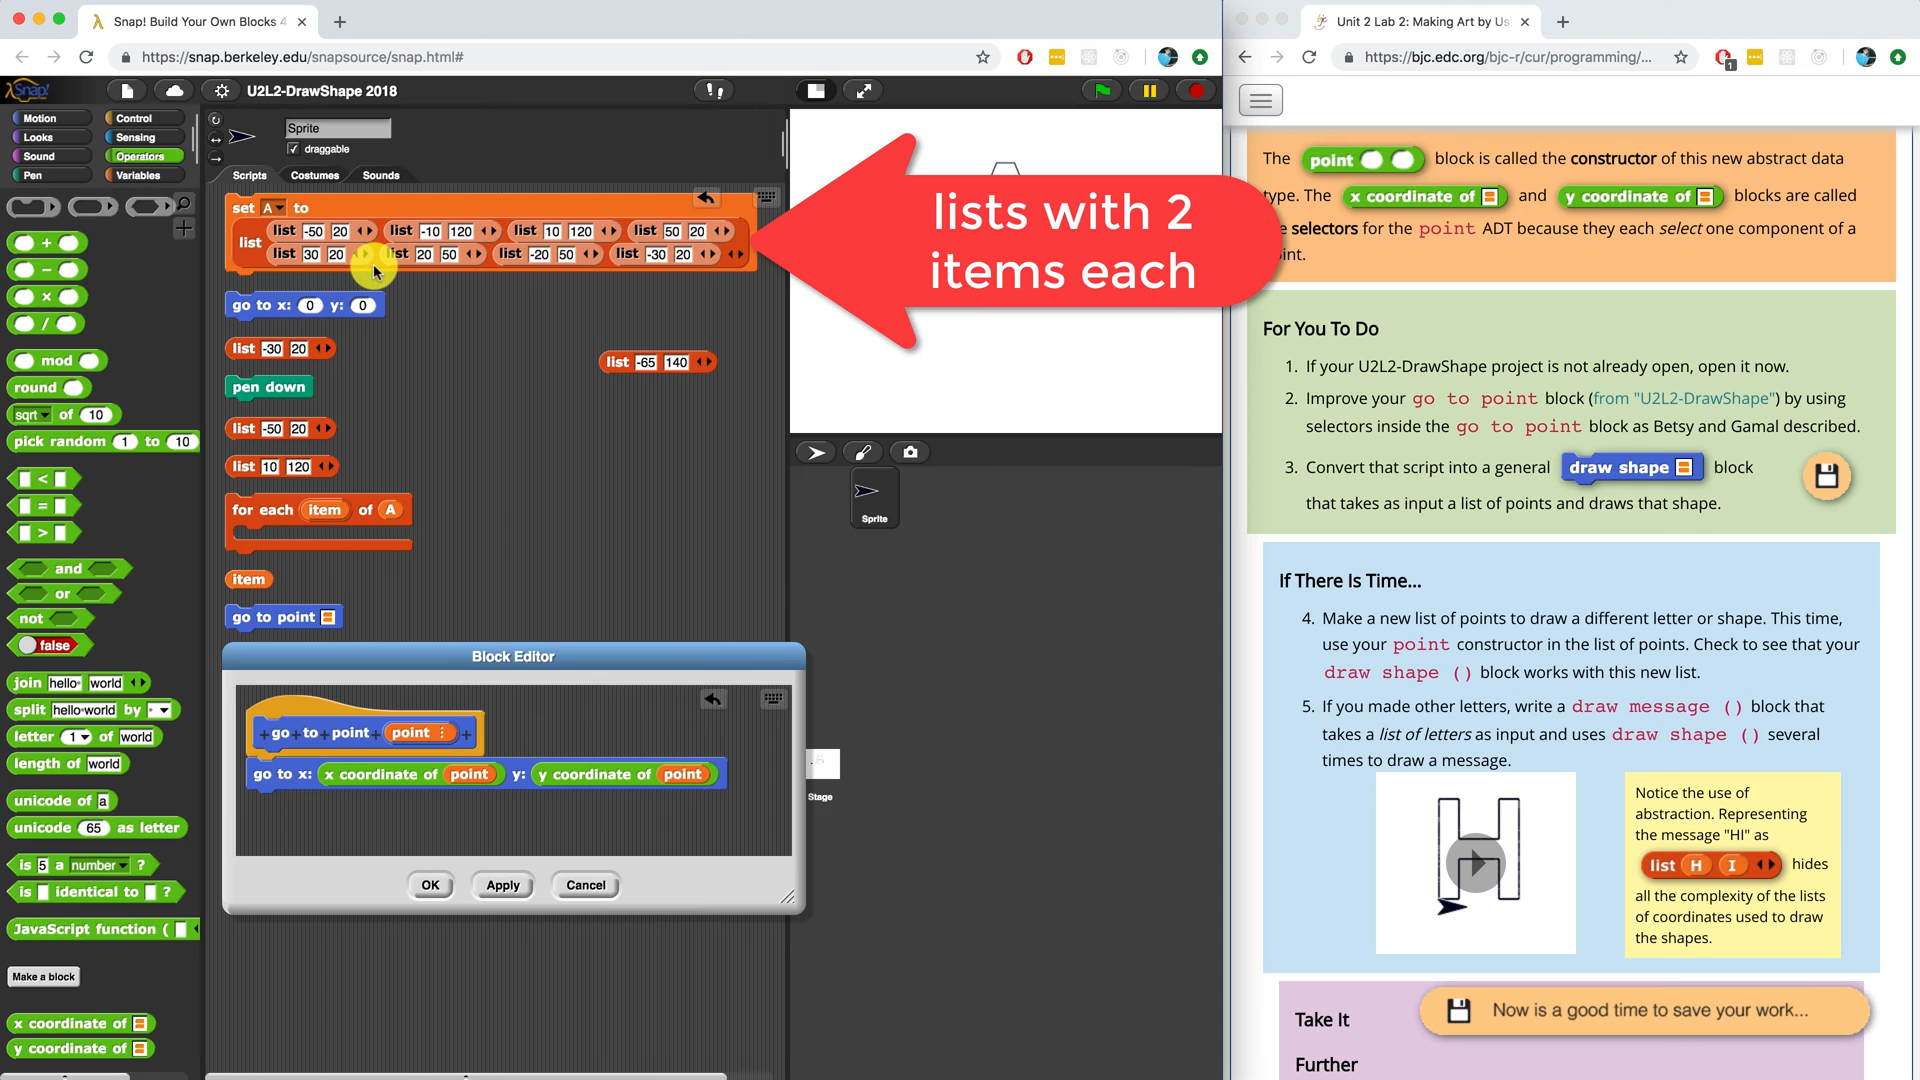 Snap! Build Your Own Blocks 4
https://snap.berkeley.edu/snapsource/snap.html#
Snap!
U2L2-DrawShape 2018
Motion
Control
Looks
Sensing
Sound
Operators
Pen
Variables
+
−
×
/
mod
round
sqrt of 10
pick random 1 to 10
<
=
>
and
or
not
false
join hello world
split hello world by
letter 1 of world
length of world
unicode of a
unicode 65 as letter
is 5 a number ?
is identical to ?
JavaScript function (
Make a block
x coordinate of
y coordinate of
Sprite
draggable
Scripts Costumes Sounds
set A to
list
list -50 20 list -10 120 list 10 120 list 50 20
list 30 20 list 20 50 list -20 50 list -30 20
go to x: 0 y: 0
list -30 20
list -65 140
pen down
list -50 20
list 10 120
for each item of A
item
go to point
Block Editor
+ go + to + point + point +
go to x: x coordinate of point y: y coordinate of point
OK Apply Cancel
lists with 2
items each
Sprite
Stage
Unit 2 Lab 2: Making Art by Us
https://bjc.edc.org/bjc-r/cur/programming/...
1
The point block is called the constructor of this new abstract data
type. The x coordinate of and y coordinate of blocks are called
selectors for the point ADT because they each select one component of a
int.
For You To Do
1. If your U2L2-DrawShape project is not already open, open it now.
2. Improve your go to point block (from "U2L2-DrawShape") by using
selectors inside the go to point block as Betsy and Gamal described.
3. Convert that script into a general draw shape block
that takes as input a list of points and draws that shape.
If There Is Time...
4. Make a new list of points to draw a different letter or shape. This time,
use your point constructor in the list of points. Check to see that your
draw shape () block works with this new list.
5. If you made other letters, write a draw message () block that
takes a list of letters as input and uses draw shape () several
times to draw a message.
Notice the use of
abstraction. Representing
the message "HI" as
list H I hides
all the complexity of the lists
of coordinates used to draw
the shapes.
Take It
Further
Now is a good time to save your work...